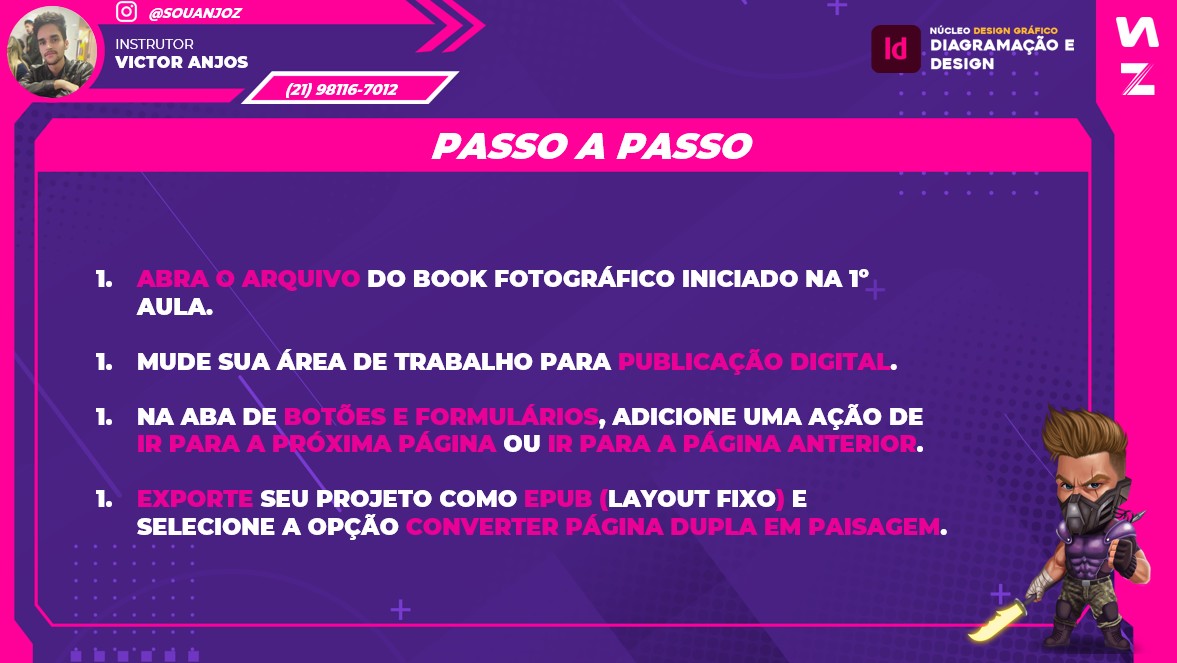 @SOUANJOZ
INSTRUTOR
VICTOR ANJOS
(21) 98116-7012
Id
NÚCLEO DESIGN GRÁFICO
DIAGRAMAÇÃO E
DESIGN
PASSO A PASSO
1. ABRA O ARQUIVO DO BOOK FOTOGRÁFICO INICIADO NA 1º
AULA.
1. MUDE SUA ÁREA DE TRABALHO PARA PUBLICAÇÃO DIGITAL.
1. NA ABA DE BOTÕES E FORMULÁRIOS, ADICIONE UMA AÇÃO DE
IR PARA A PRÓXIMA PÁGINA OU IR PARA A PÁGINA ANTERIOR.
1. EXPORTE SEU PROJETO COMO EPUB (LAYOUT FIXO) E
SELECIONE A OPÇÃO CONVERTER PÁGINA DUPLA EM PAISAGEM.